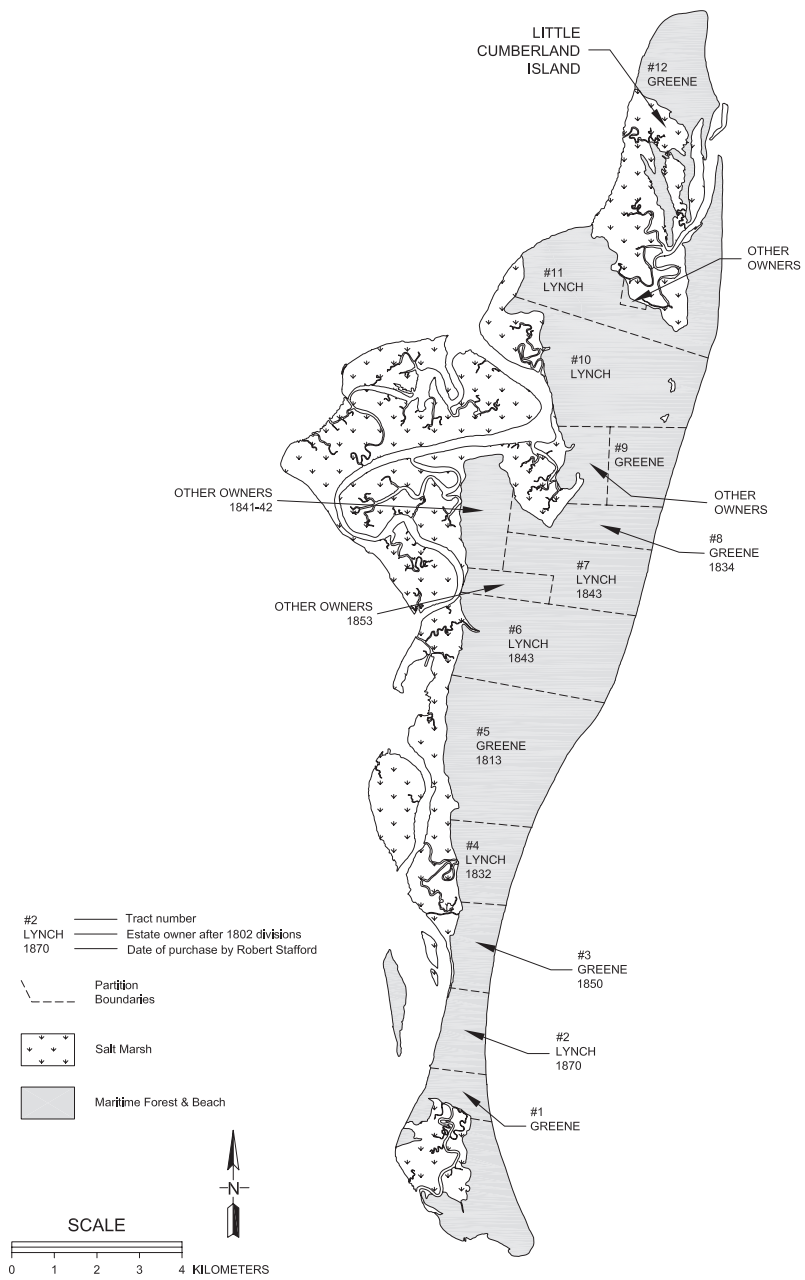 LITTLE
CUMBERLAND
ISLAND
#12
GREENE
OTHER
OWNERS
#11
LYNCH
#10
LYNCH
#9
GREENE
OTHER OWNERS
1841-42
OTHER
OWNERS
#8
GREENE
1834
#7
LYNCH
1843
OTHER OWNERS
1853
#6
LYNCH
1843
#5
GREENE
1813
#4
LYNCH
1832
#2 Tract number
LYNCH Estate owner after 1802 divisions
1870 Date of purchase by Robert Stafford
#3
GREENE
1850
Partition
Boundaries
#2
LYNCH
1870
Salt Marsh
Maritime Forest & Beach
#1
GREENE
N
SCALE
0 1 2 3 4 KILOMETERS